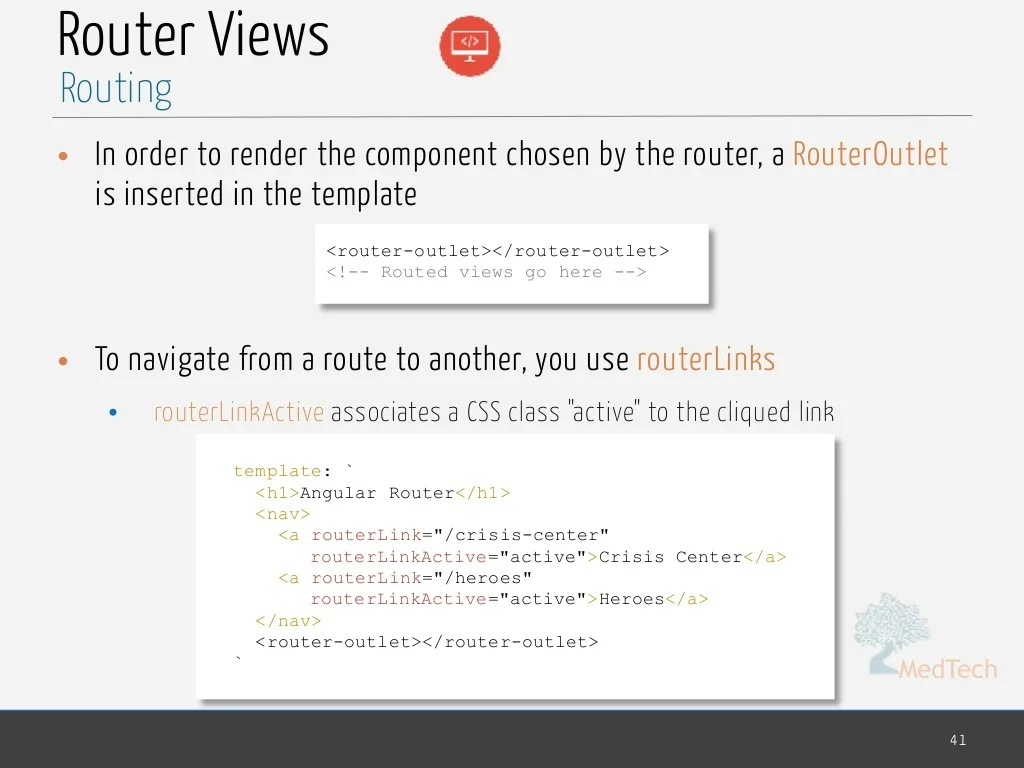 Router Views
</>
Routing
• In order to render the component chosen by the router, a RouterOutlet
is inserted in the template
<router-outlet></router-outlet>
<!-- Routed views go here -->
• To navigate from a route to another, you use routerLinks
• routerLinkActive associates a CSS class "active" to the cliqued link
template: `
<h1>Angular Router</h1>
<nav>
<a routerLink="/crisis-center"
routerLinkActive="active">Crisis Center</a>
<a routerLink="/heroes"
routerLinkActive="active">Heroes</a>
</nav>
<router-outlet></router-outlet>
`
MedTech
41